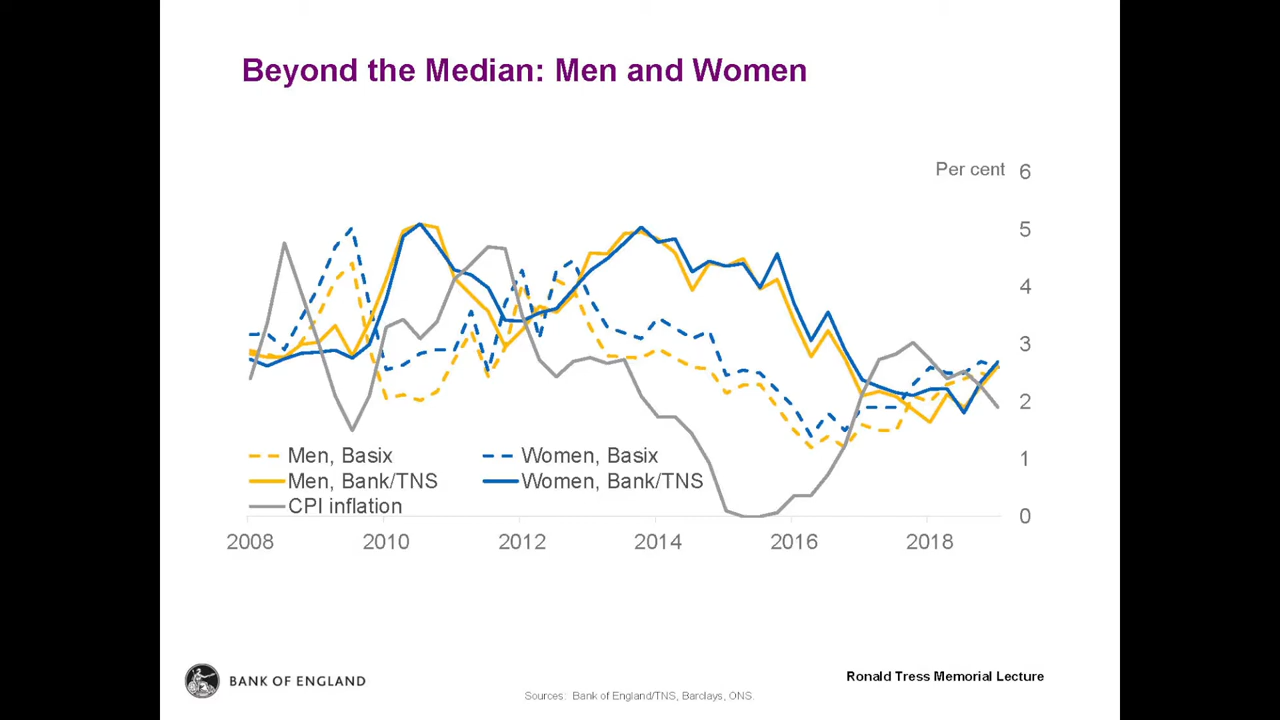 Beyond the Median: Men and Women
Per cent
6
5
4
3
2
1
0
Men, Basix
Women, Basix
Men, Bank/TNS
Women, Bank/TNS
CPI inflation
2008 2010 2012 2014 2016 2018
BANK OF ENGLAND
Ronald Tress Memorial Lecture
Sources: Bank of England/TNS, Barclays, ONS.